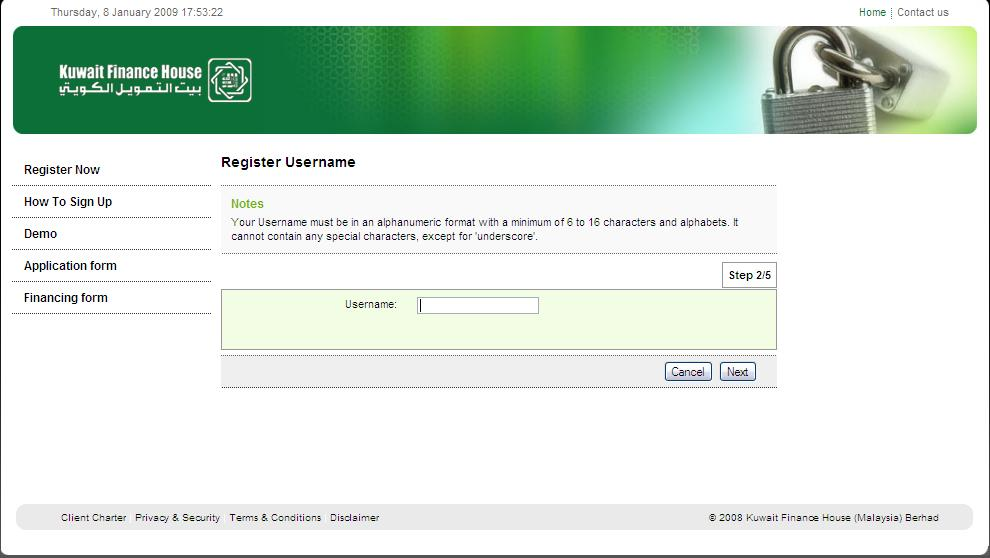 Thursday, 8 January 2009 17:53:22
Home
Contact us
Kuwait Finance House
بيت التمويل الكويتي
Register Now
How To Sign Up
Demo
Application form
Financing form
Register Username
Notes
Your Username must be in an alphanumeric format with a minimum of 6 to 16 characters and alphabets. It
cannot contain any special characters, except for 'underscore'.
Step 2/5
Username:
Cancel
Next
Client Charter
Privacy & Security
Terms & Conditions
Disclaimer
© 2008 Kuwait Finance House (Malaysia) Berhad